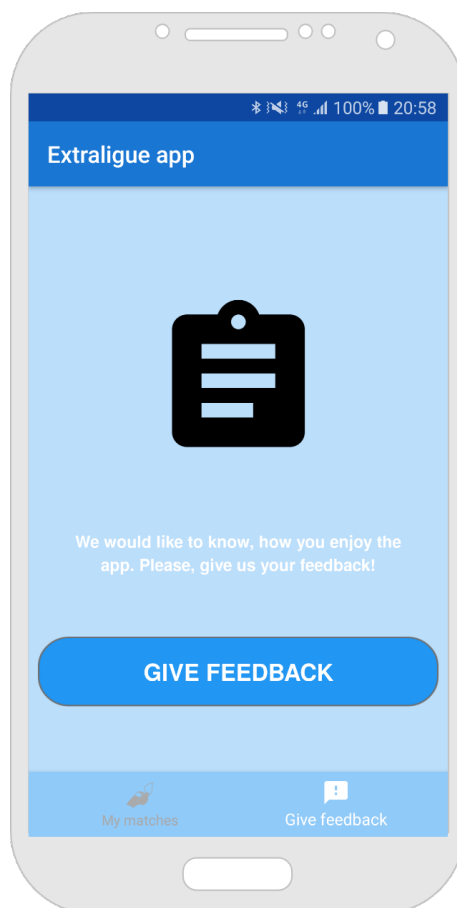 4G 100% 20:58
Extraligue app
We would like to know, how you enjoy the
app. Please, give us your feedback!
GIVE FEEDBACK
My matches
Give feedback